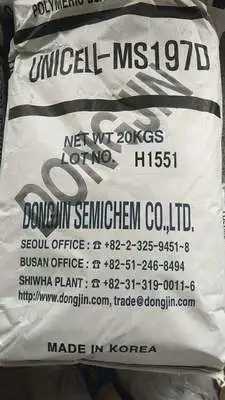 POLYMERIC
UNICELL-MS197D
NET WT 20KGS
LOT NO. H1551
DONGJIN
DONGJIN SEMICHEM CO.,LTD.
SEOUL OFFICE : ☎ +82-2-325-9451~8
BUSAN OFFICE : ☎ +82-51-246-8494
SHIWHA PLANT : ☎ +82-31-319-0011~6
http://www.dongjin.com, trade@dongjin.com
MADE IN KOREA